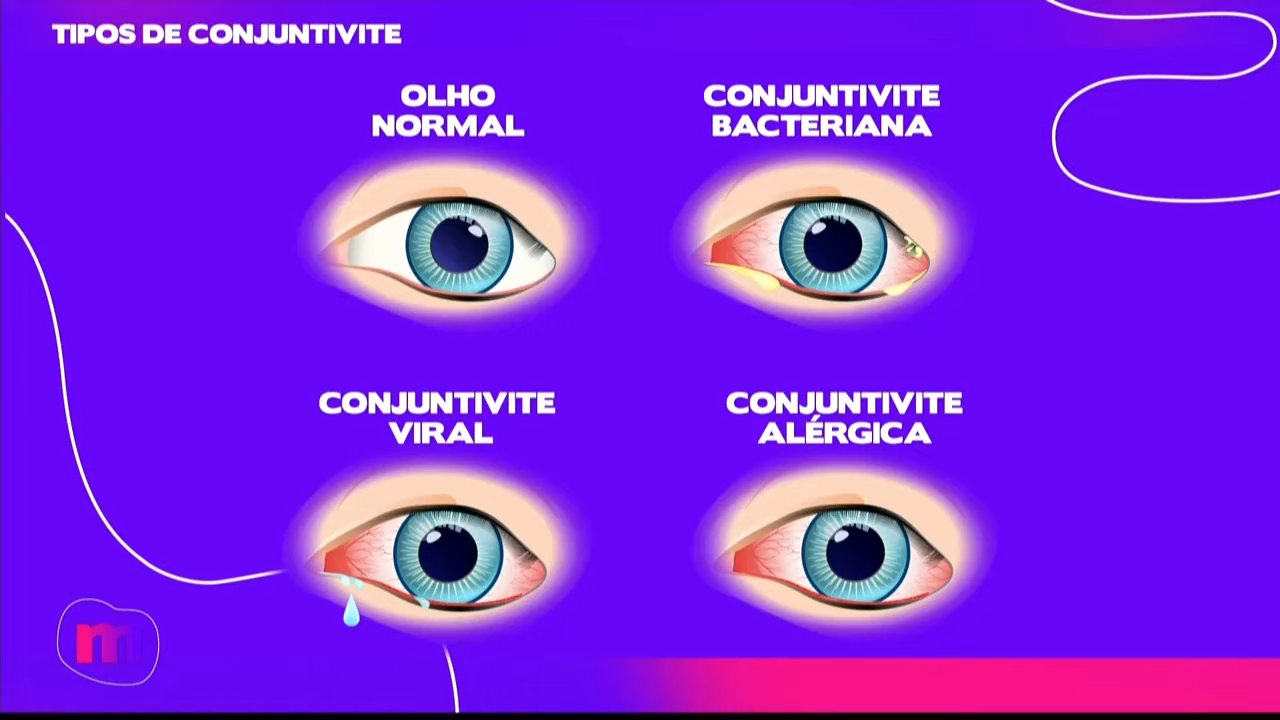 TIPOS DE CONJUNTIVITE
OLHO
NORMAL
CONJUNTIVITE
BACTERIANA
CONJUNTIVITE
VIRAL
CONJUNTIVITE
ALÉRGICA
m